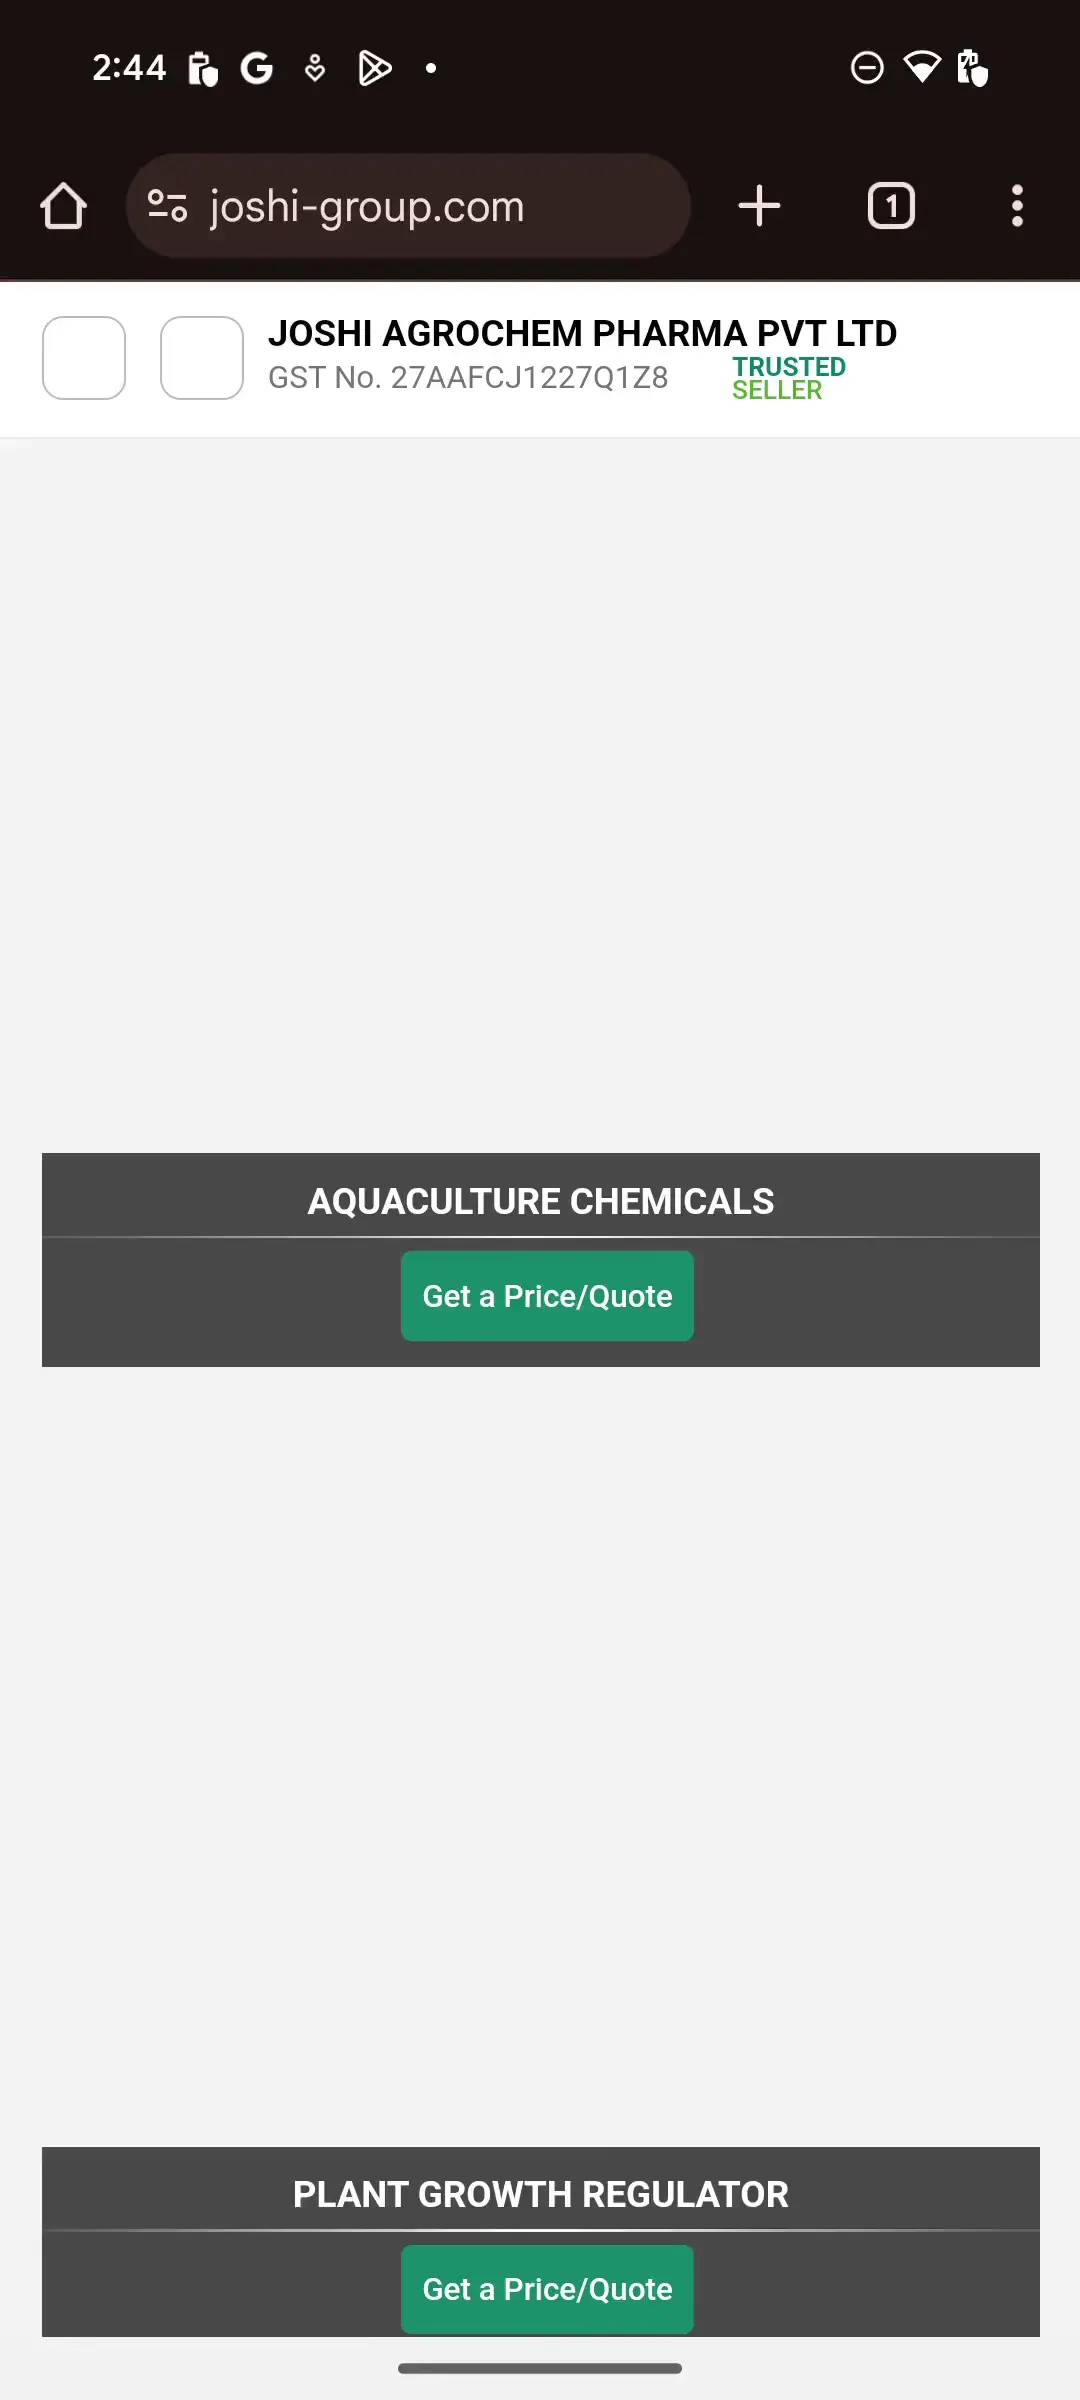 2:44
joshi-group.com
1
JOSHI AGROCHEM PHARMA PVT LTD
GST No. 27AAFCJ1227Q1Z8
TRUSTED
SELLER
AQUACULTURE CHEMICALS
Get a Price/Quote
PLANT GROWTH REGULATOR
Get a Price/Quote